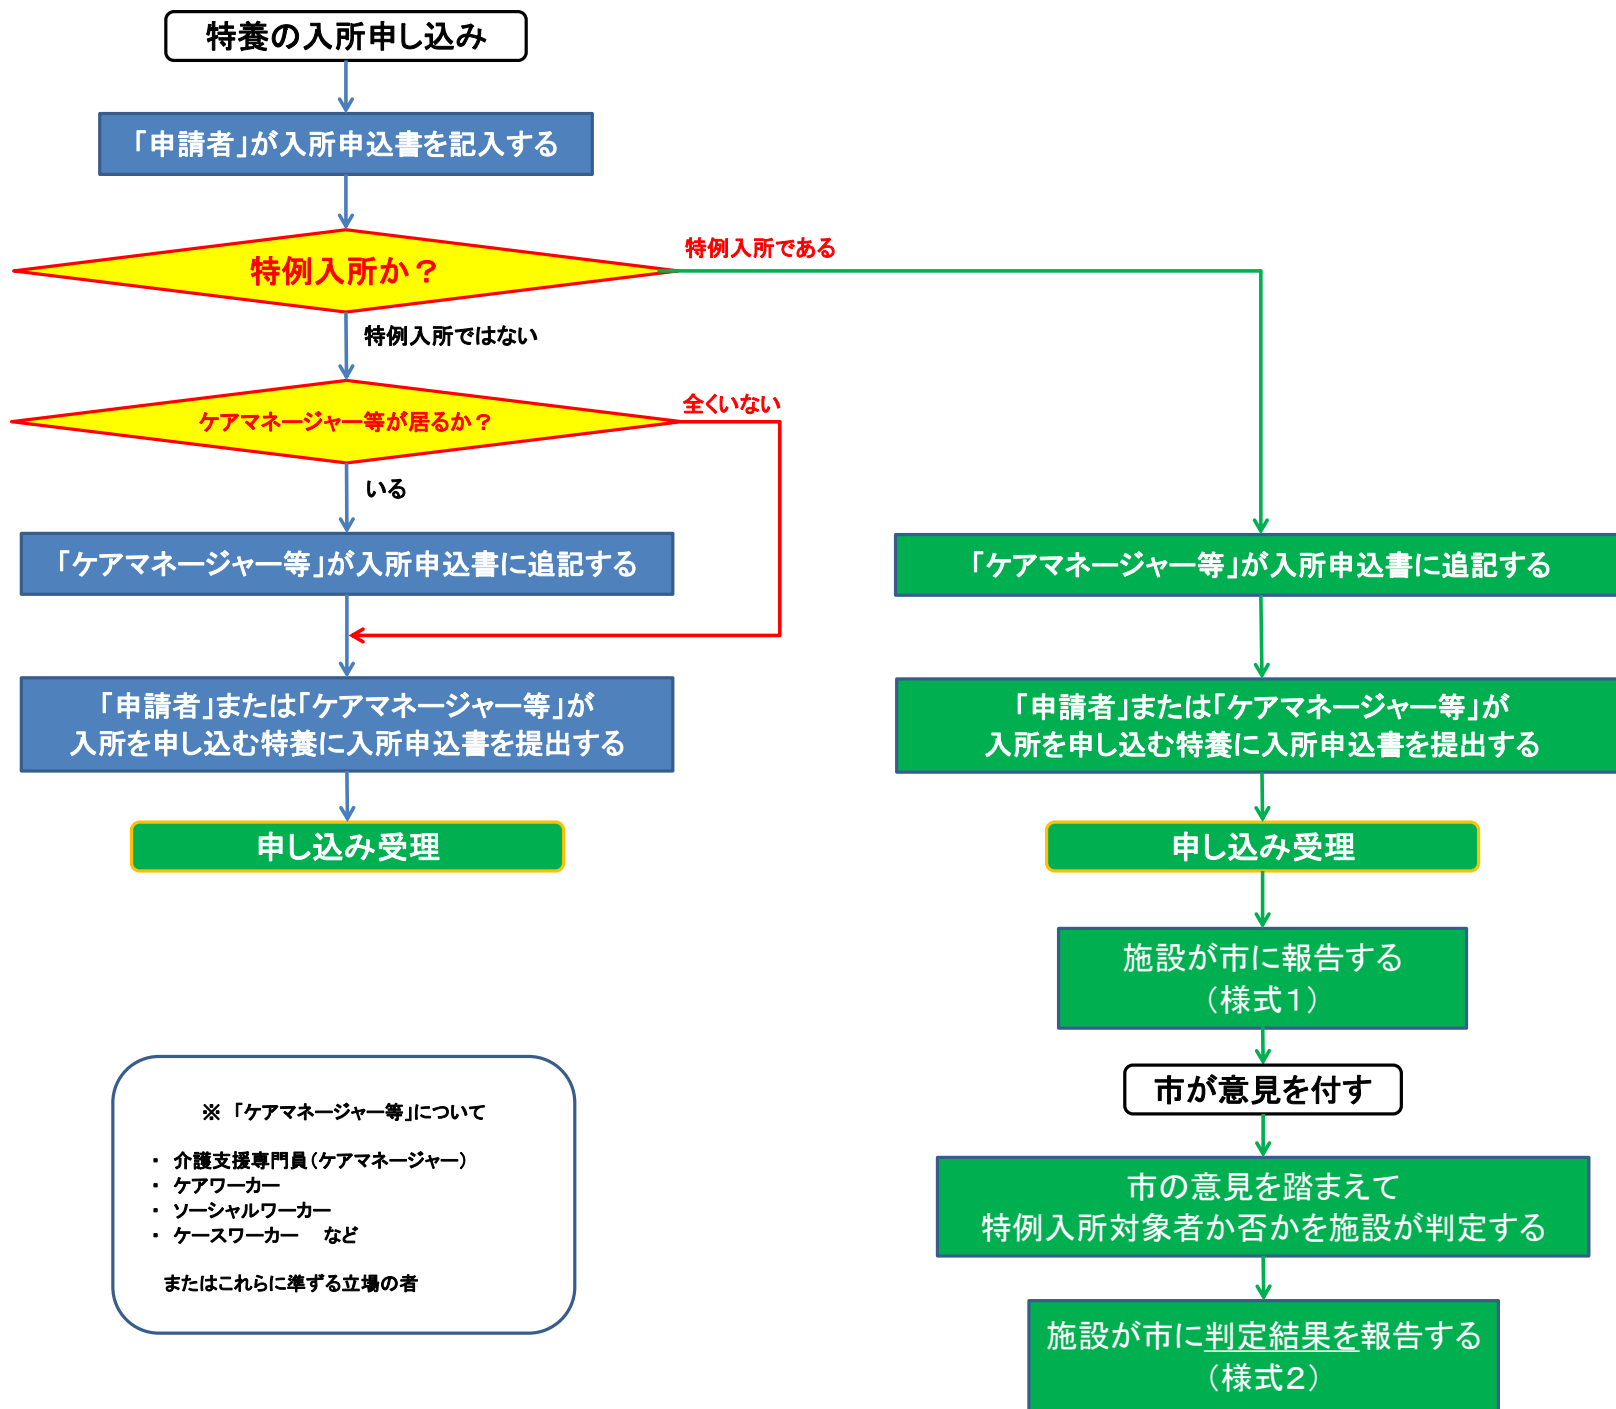 特養の入所申し込み
「申請者」が入所申込書を記入する
特例入所か？
特例入所である
特例入所ではない
ケアマネージャー等が居るか？
全くいない
いる
「ケアマネージャー等」が入所申込書に追記する
「申請者」または「ケアマネージャー等」が
入所を申し込む特養に入所申込書を提出する
申し込み受理
「ケアマネージャー等」が入所申込書に追記する
「申請者」または「ケアマネージャー等」が
入所を申し込む特養に入所申込書を提出する
申し込み受理
施設が市に報告する
（様式１）
市が意見を付す
市の意見を踏まえて
特例入所対象者か否かを施設が判定する
施設が市に判定結果を報告する
（様式２）
※ 「ケアマネージャー等」について
・ 介護支援専門員（ケアマネージャー）
・ ケアワーカー
・ ソーシャルワーカー
・ ケースワーカー　など
またはこれらに準ずる立場の者